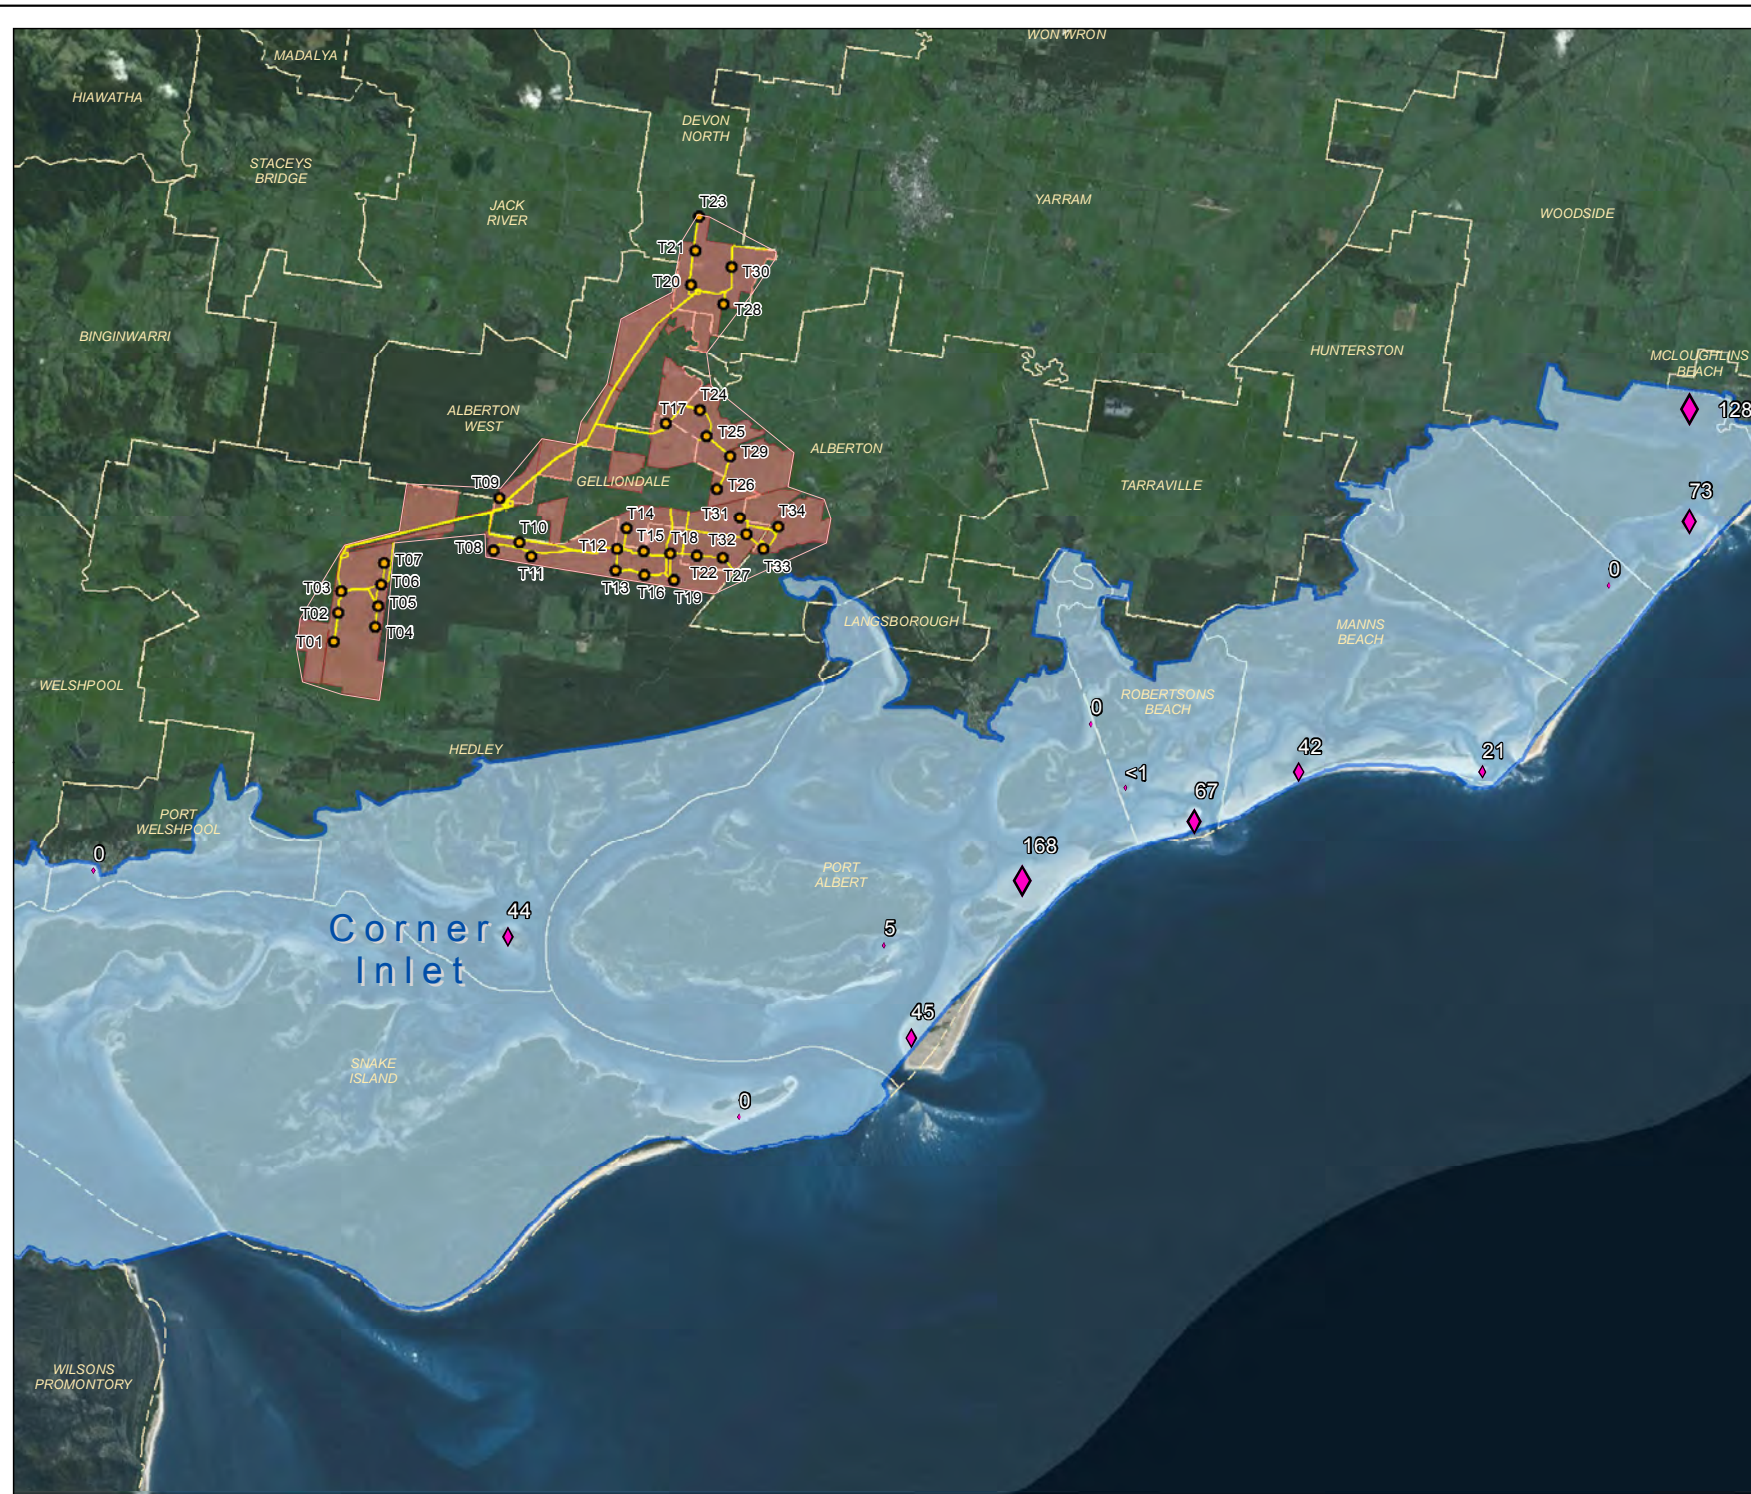 WON WRON
MADALYA
HIAWATHA
DEVON
NORTH
STACEYS
BRIDGE
JACK
RIVER
YARRAM
WOODSIDE
T23
T21
T30
T20
T28
BINGINWARRI
HUNTERSTON
MCLOUGHLINS
BEACH
128
ALBERTON
WEST
T24
T17
T25
T29
ALBERTON
GELLIONDALE
T09
T26
TARRAVILLE
73
T14
T31
T34
T10
T12
T15
T18
T32
T08
T11
T22
T27
T33
T13
T16
T19
0
T07
T06
T03
T05
T02
T04
T01
LANGSBOROUGH
MANNS
BEACH
WELSHPOOL
ROBERTSONS
BEACH
0
HEDLEY
42
21
<1
67
PORT
WELSHPOOL
0
168
PORT
ALBERT
44
5
Corner
Inlet
45
SNAKE
ISLAND
0
WILSONS
PROMONTORY